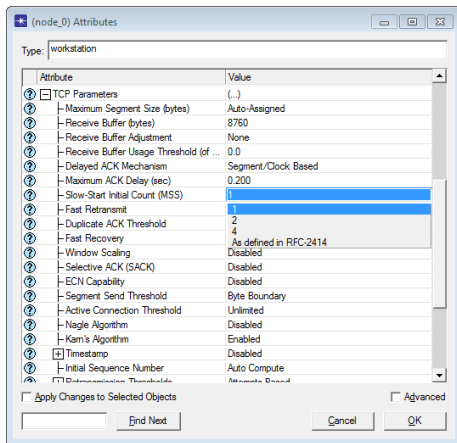 (node_0) Attributes
Type: workstation
Attribute Value
TCP Parameters (...)
Maximum Segment Size (bytes) Auto-Assigned
Receive Buffer (bytes) 8760
Receive Buffer Adjustment None
Receive Buffer Usage Threshold (of ... 0.0
Delayed ACK Mechanism Segment/Clock Based
Maximum ACK Delay (sec) 0.200
Slow-Start Initial Count (MSS) 1
Fast Retransmit 1
Duplicate ACK Threshold 2
4
Fast Recovery As defined in RFC-2414
Window Scaling Disabled
Selective ACK (SACK) Disabled
ECN Capability Disabled
Segment Send Threshold Byte Boundary
Active Connection Threshold Unlimited
Nagle Algorithm Disabled
Karn's Algorithm Enabled
Timestamp Disabled
Initial Sequence Number Auto Compute
Retransmission Thresholds Attempts Based
Apply Changes to Selected Objects Advanced
Find Next Cancel OK